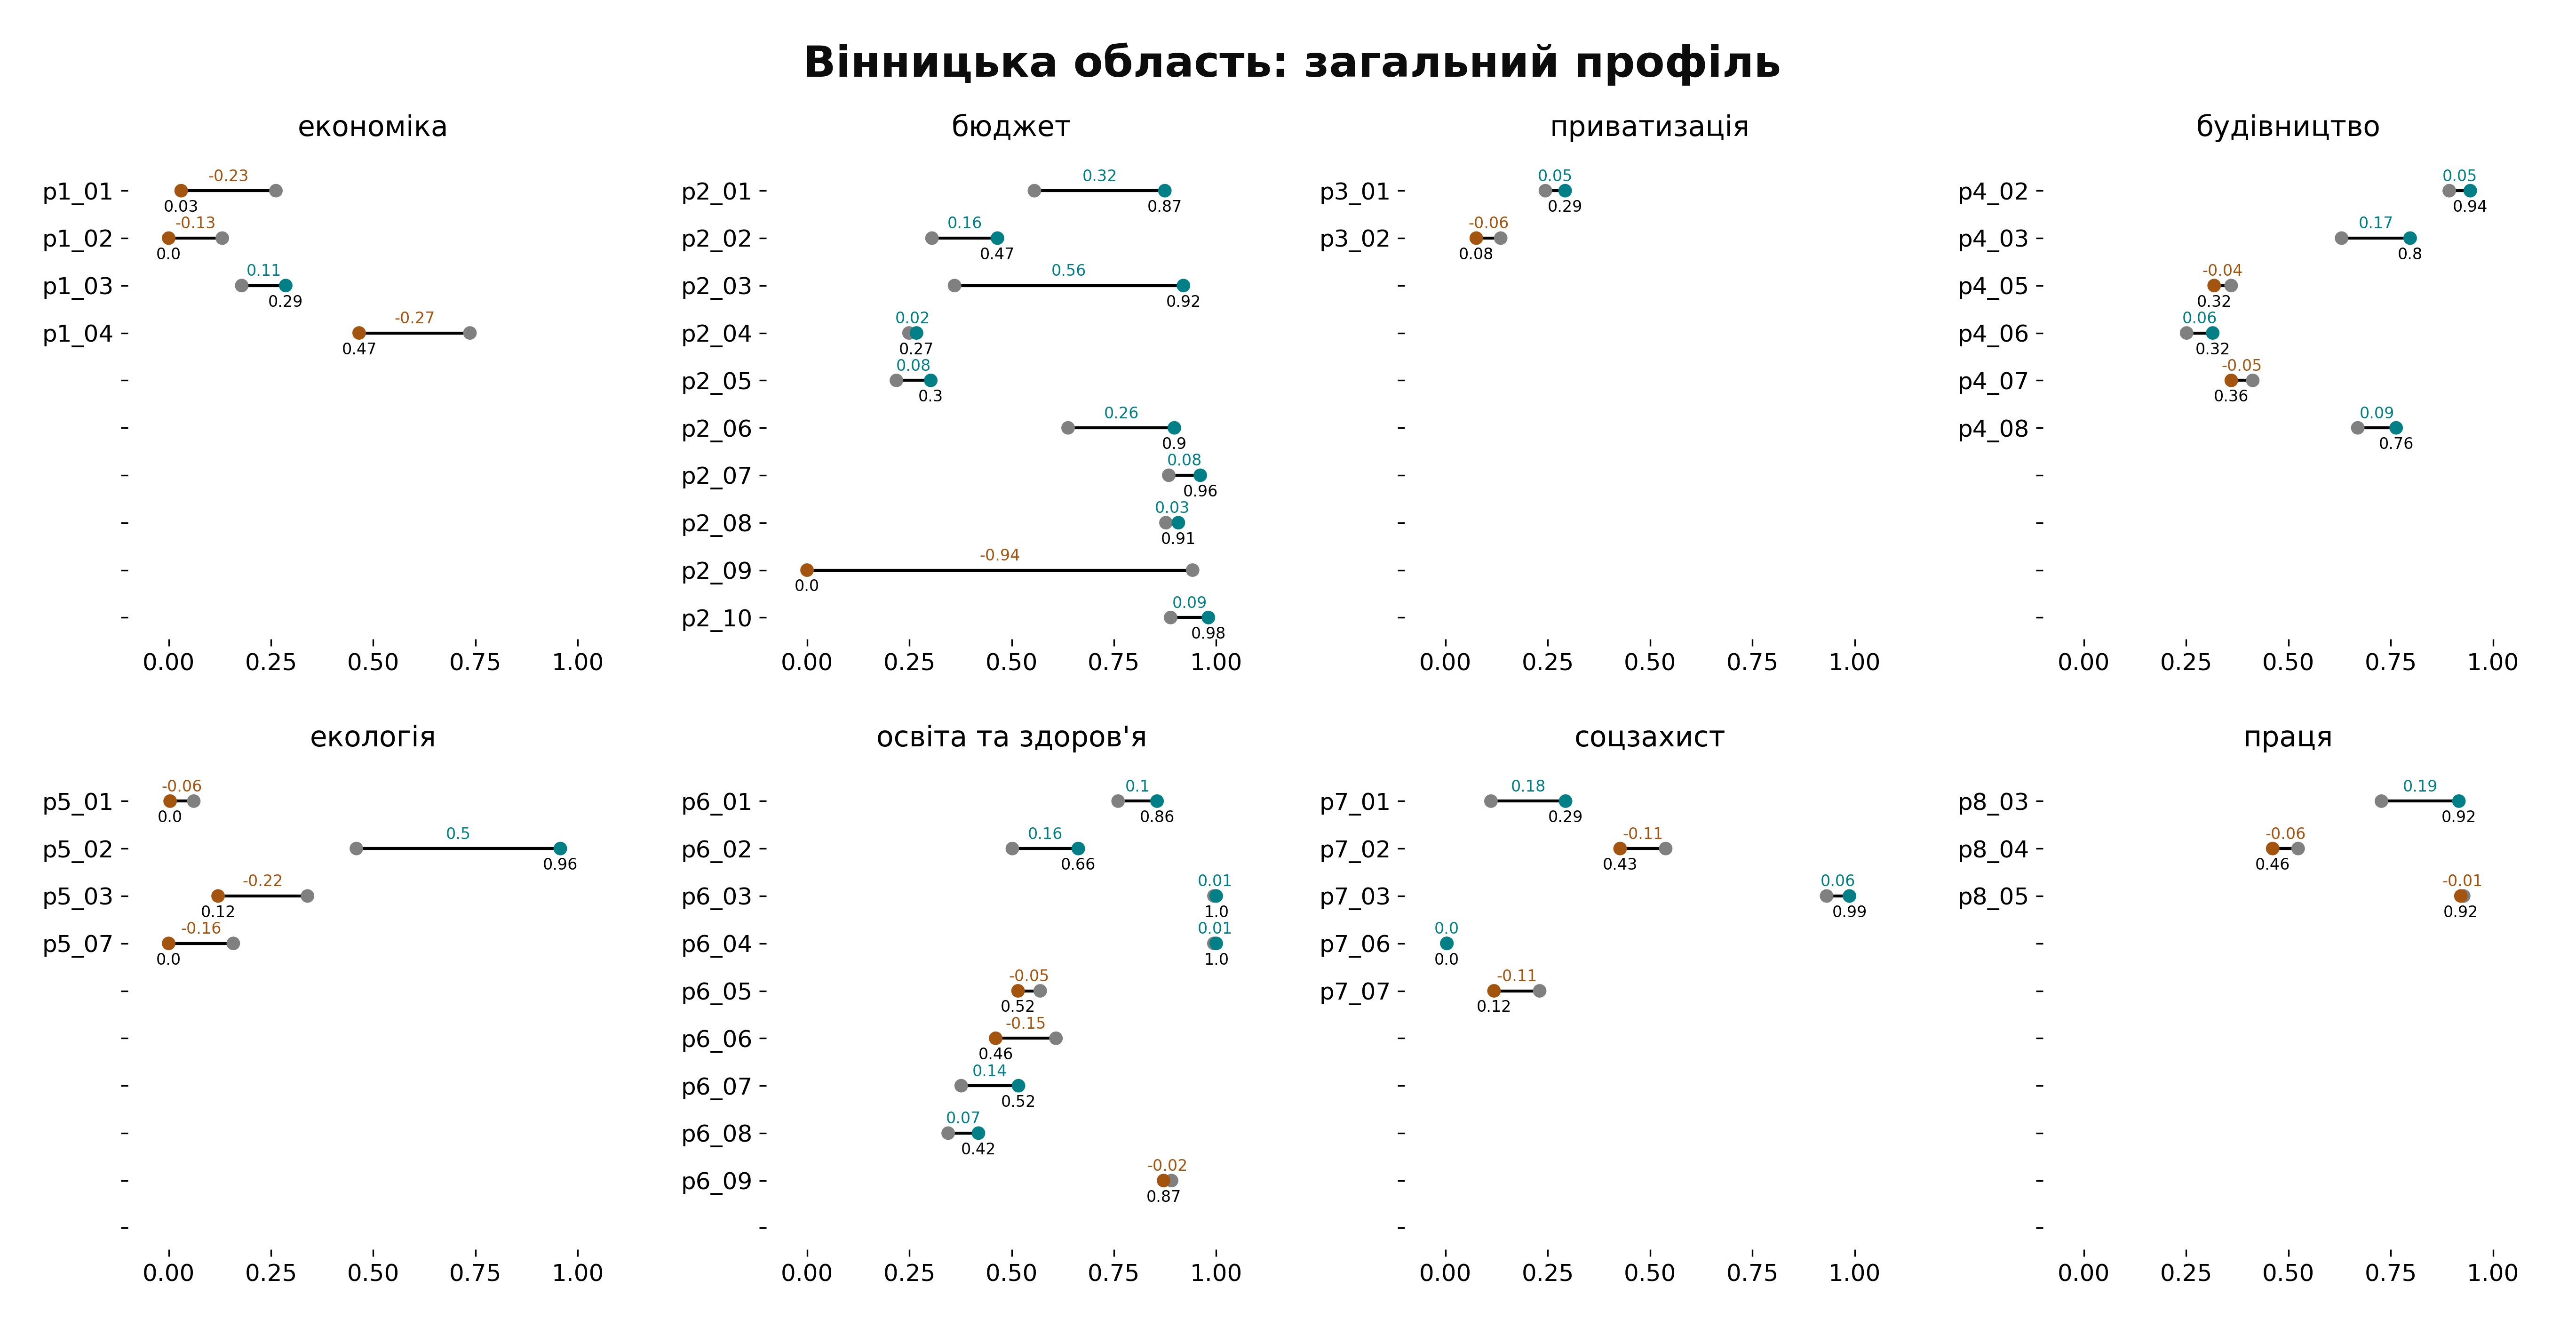 Вінницька область: загальний профіль
економіка
p1_01
-0.23
0.03
p1_02
-0.13
0.0
p1_03
0.11
0.29
p1_04
-0.27
0.47
0.00 0.25 0.50 0.75 1.00
бюджет
p2_01
0.32
0.87
p2_02
0.16
0.47
p2_03
0.56
0.92
p2_04
0.02
0.27
p2_05
0.08
0.3
p2_06
0.26
0.9
p2_07
0.08
0.96
p2_08
0.03
0.91
p2_09
-0.94
0.0
p2_10
0.09
0.98
0.00 0.25 0.50 0.75 1.00
приватизація
p3_01
0.05
0.29
p3_02
-0.06
0.08
0.00 0.25 0.50 0.75 1.00
будівництво
p4_02
0.05
0.94
p4_03
0.17
0.8
p4_05
-0.04
0.32
p4_06
0.06
0.32
p4_07
-0.05
0.36
p4_08
0.09
0.76
0.00 0.25 0.50 0.75 1.00
екологія
p5_01
-0.06
0.0
p5_02
0.5
0.96
p5_03
-0.22
0.12
p5_07
-0.16
0.0
0.00 0.25 0.50 0.75 1.00
освіта та здоров'я
p6_01
0.1
0.86
p6_02
0.16
0.66
p6_03
0.01
1.0
p6_04
0.01
1.0
p6_05
-0.05
0.52
p6_06
-0.15
0.46
p6_07
0.14
0.52
p6_08
0.07
0.42
p6_09
-0.02
0.87
0.00 0.25 0.50 0.75 1.00
соцзахист
p7_01
0.18
0.29
p7_02
-0.11
0.43
p7_03
0.06
0.99
p7_06
0.0
0.0
p7_07
-0.11
0.12
0.00 0.25 0.50 0.75 1.00
праця
p8_03
0.19
0.92
p8_04
-0.06
0.46
p8_05
-0.01
0.92
0.00 0.25 0.50 0.75 1.00